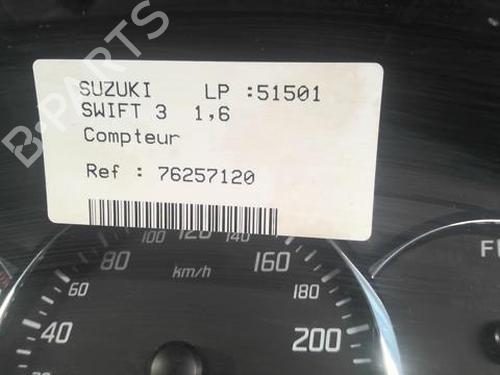 SUZUKI LP :51501
SWIFT 3 1,6
Compteur
Ref : 76257120
100 120 140
80 km/h 160
60 180
40 200
B-PARTS